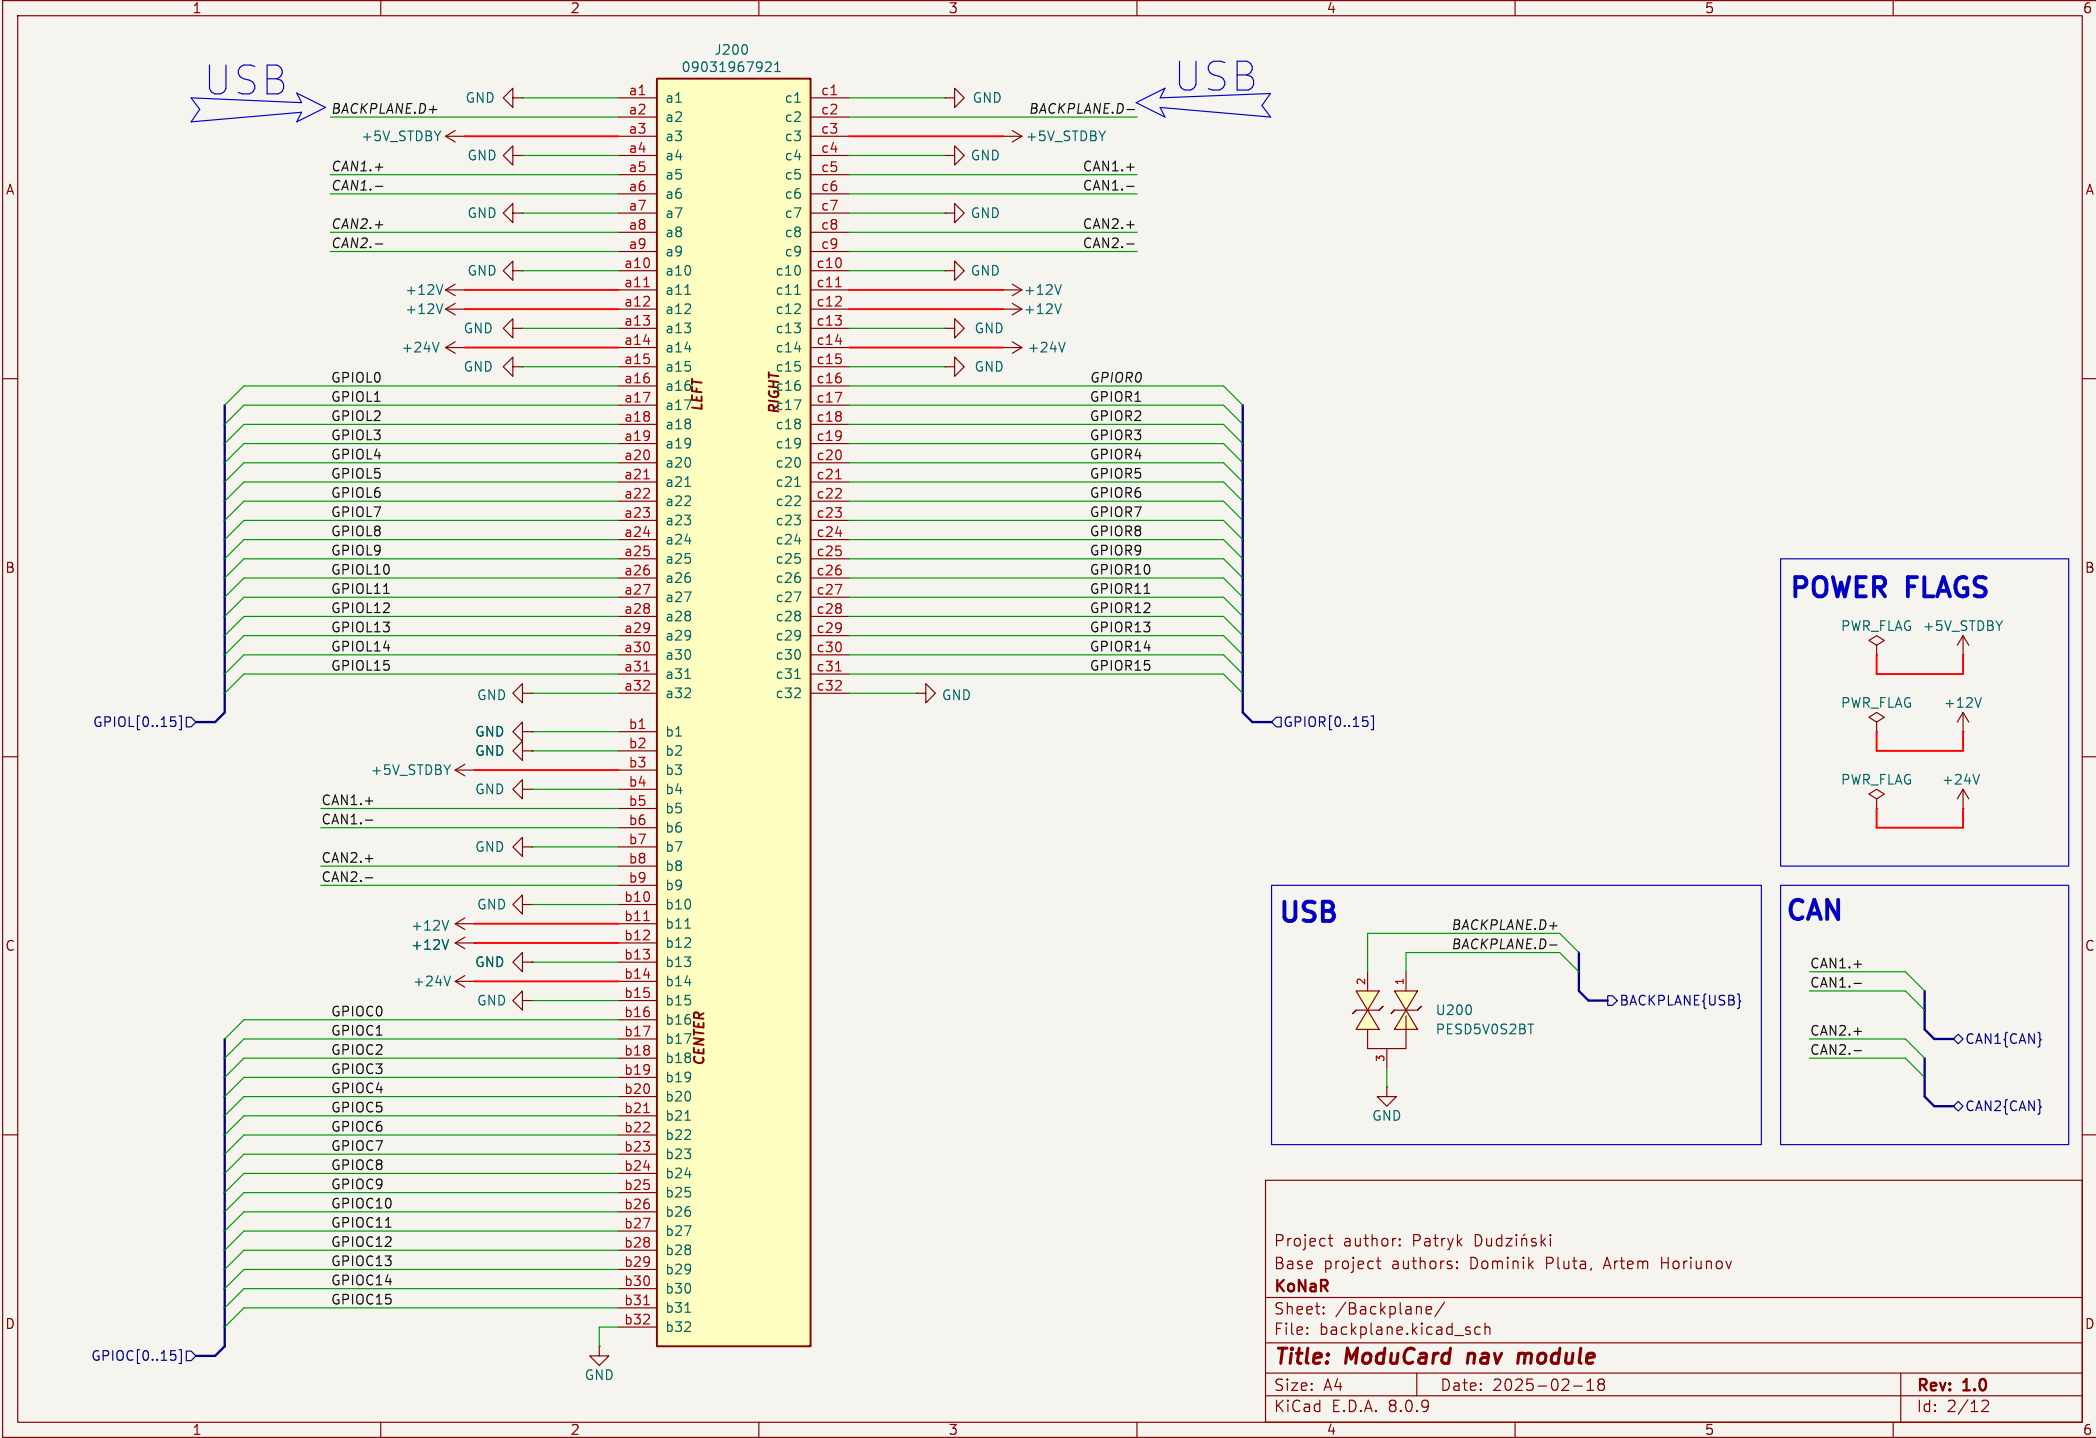 1 2 3 4 5 6
J200
09031967921
USB
USB
GND a1 a1 c1 c1 GND
BACKPLANE.D+ a2 a2 c2 c2 BACKPLANE.D-
+5V_STDBY a3 a3 c3 c3 +5V_STDBY
GND a4 a4 c4 c4 GND
CAN1.+ a5 a5 c5 c5 CAN1.+
A CAN1.- a6 a6 c6 c6 CAN1.- A
GND a7 a7 c7 c7 GND
CAN2.+ a8 a8 c8 c8 CAN2.+
CAN2.- a9 a9 c9 c9 CAN2.-
GND a10 a10 c10 c10 GND
+12V a11 a11 c11 c11 +12V
+12V a12 a12 c12 c12 +12V
GND a13 a13 c13 c13 GND
+24V a14 a14 c14 c14 +24V
GND a15 a15 c15 c15 GND
GPIOL0 a16 a16 c16 c16 GPIOR0
LEFT
RIGHT
GPIOL1 a17 a17 c17 c17 GPIOR1
GPIOL2 a18 a18 c18 c18 GPIOR2
GPIOL3 a19 a19 c19 c19 GPIOR3
GPIOL4 a20 a20 c20 c20 GPIOR4
GPIOL5 a21 a21 c21 c21 GPIOR5
GPIOL6 a22 a22 c22 c22 GPIOR6
GPIOL7 a23 a23 c23 c23 GPIOR7
GPIOL8 a24 a24 c24 c24 GPIOR8
GPIOL9 a25 a25 c25 c25 GPIOR9
B GPIOL10 a26 a26 c26 c26 GPIOR10 B
GPIOL11 a27 a27 c27 c27 GPIOR11
GPIOL12 a28 a28 c28 c28 GPIOR12
GPIOL13 a29 a29 c29 c29 GPIOR13
GPIOL14 a30 a30 c30 c30 GPIOR14
GPIOL15 a31 a31 c31 c31 GPIOR15
GND a32 a32 c32 c32 GND
GPIOL[0..15] GPIOR[0..15]
POWER FLAGS
PWR_FLAG +5V_STDBY
PWR_FLAG +12V
PWR_FLAG +24V
GND b1 b1
GND b2 b2
+5V_STDBY b3 b3
GND b4 b4
CAN1.+ b5 b5
CAN1.- b6 b6
GND b7 b7
CAN2.+ b8 b8
CAN2.- b9 b9
GND b10 b10
+12V b11 b11
C +12V b12 b12 C
GND b13 b13
+24V b14 b14
GND b15 b15
GPIOC0 b16 b16
CENTER
GPIOC1 b17 b17
GPIOC2 b18 b18
GPIOC3 b19 b19
GPIOC4 b20 b20
GPIOC5 b21 b21
GPIOC6 b22 b22
GPIOC7 b23 b23
GPIOC8 b24 b24
GPIOC9 b25 b25
GPIOC10 b26 b26
GPIOC11 b27 b27
GPIOC12 b28 b28
GPIOC13 b29 b29
GPIOC14 b30 b30
GPIOC15 b31 b31
D b32 b32 D
GPIOC[0..15]
GND
USB
BACKPLANE.D+
BACKPLANE.D-
2 1
BACKPLANE{USB}
U200
PESD5V0S2BT
3
GND
CAN
CAN1.+
CAN1.-
CAN2.+
CAN1{CAN}
CAN2.-
CAN2{CAN}
Project author: Patryk Dudziński
Base project authors: Dominik Pluta, Artem Horiunov
KoNaR
Sheet: /Backplane/
File: backplane.kicad_sch
Title: ModuCard nav module
Size: A4 Date: 2025-02-18 Rev: 1.0
KiCad E.D.A. 8.0.9 Id: 2/12
1 2 3 4 5 6